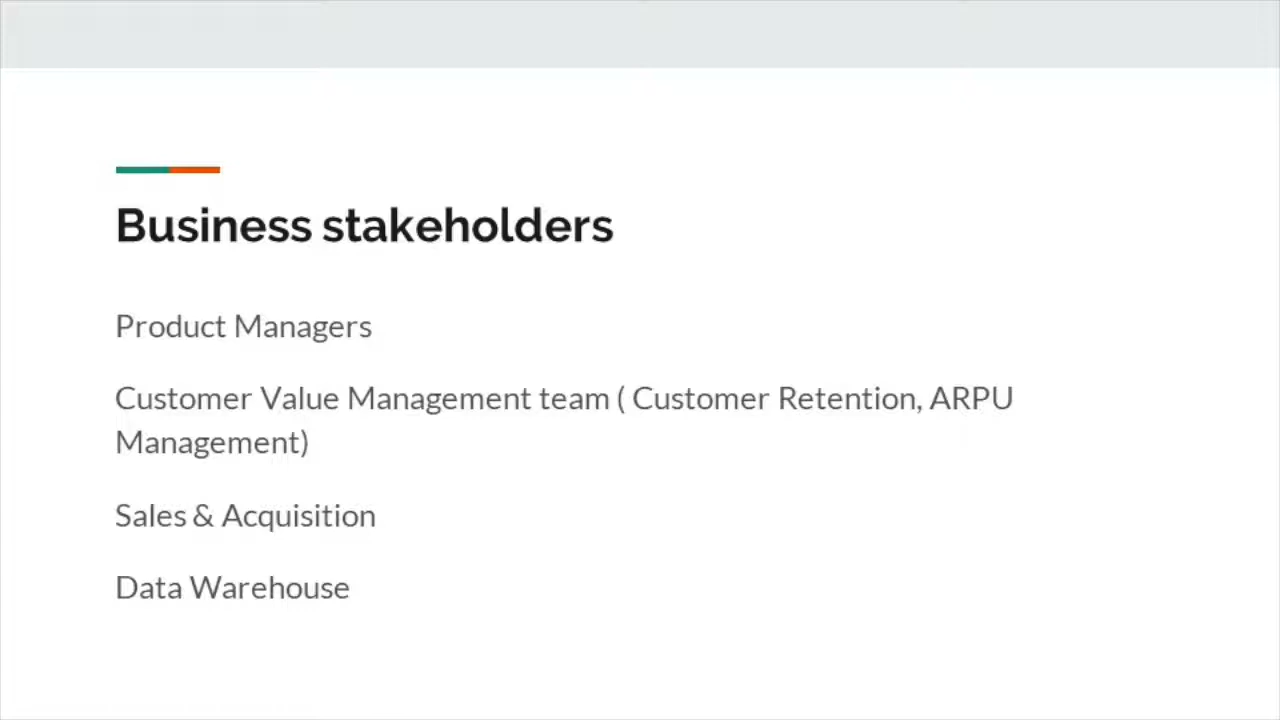 Business stakeholders
Product Managers
Customer Value Management team ( Customer Retention, ARPU
Management)
Sales & Acquisition
Data Warehouse